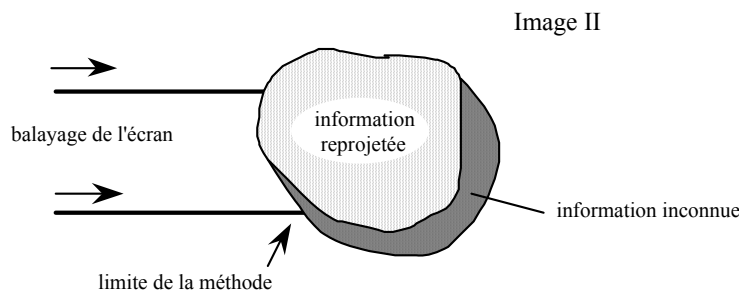 Image II
balayage de l'écran
information
reprojetée
information inconnue
limite de la méthode